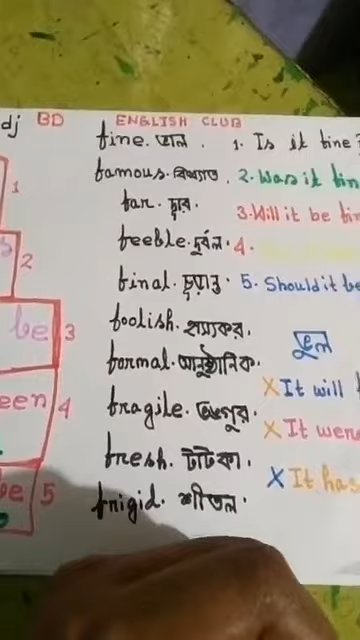 dj BD ENGLISH CLUB
fine. ভাল. 1. Is it fine?
1
famous. বিখ্যাত. 2. Was it fin
far. দূর. 3. Will it be fin
2
feeble. দুর্বল. 4.
final. চূড়ান্ত. 5. Should it be
foolish. হাস্যকর.
be 3
ভুল
formal. আনুষ্ঠানিক.
X It will
een 4
fragile. ভঙ্গুর.
X It were
fresh. টাটকা.
X It has
e 5
frigid. শীতল.